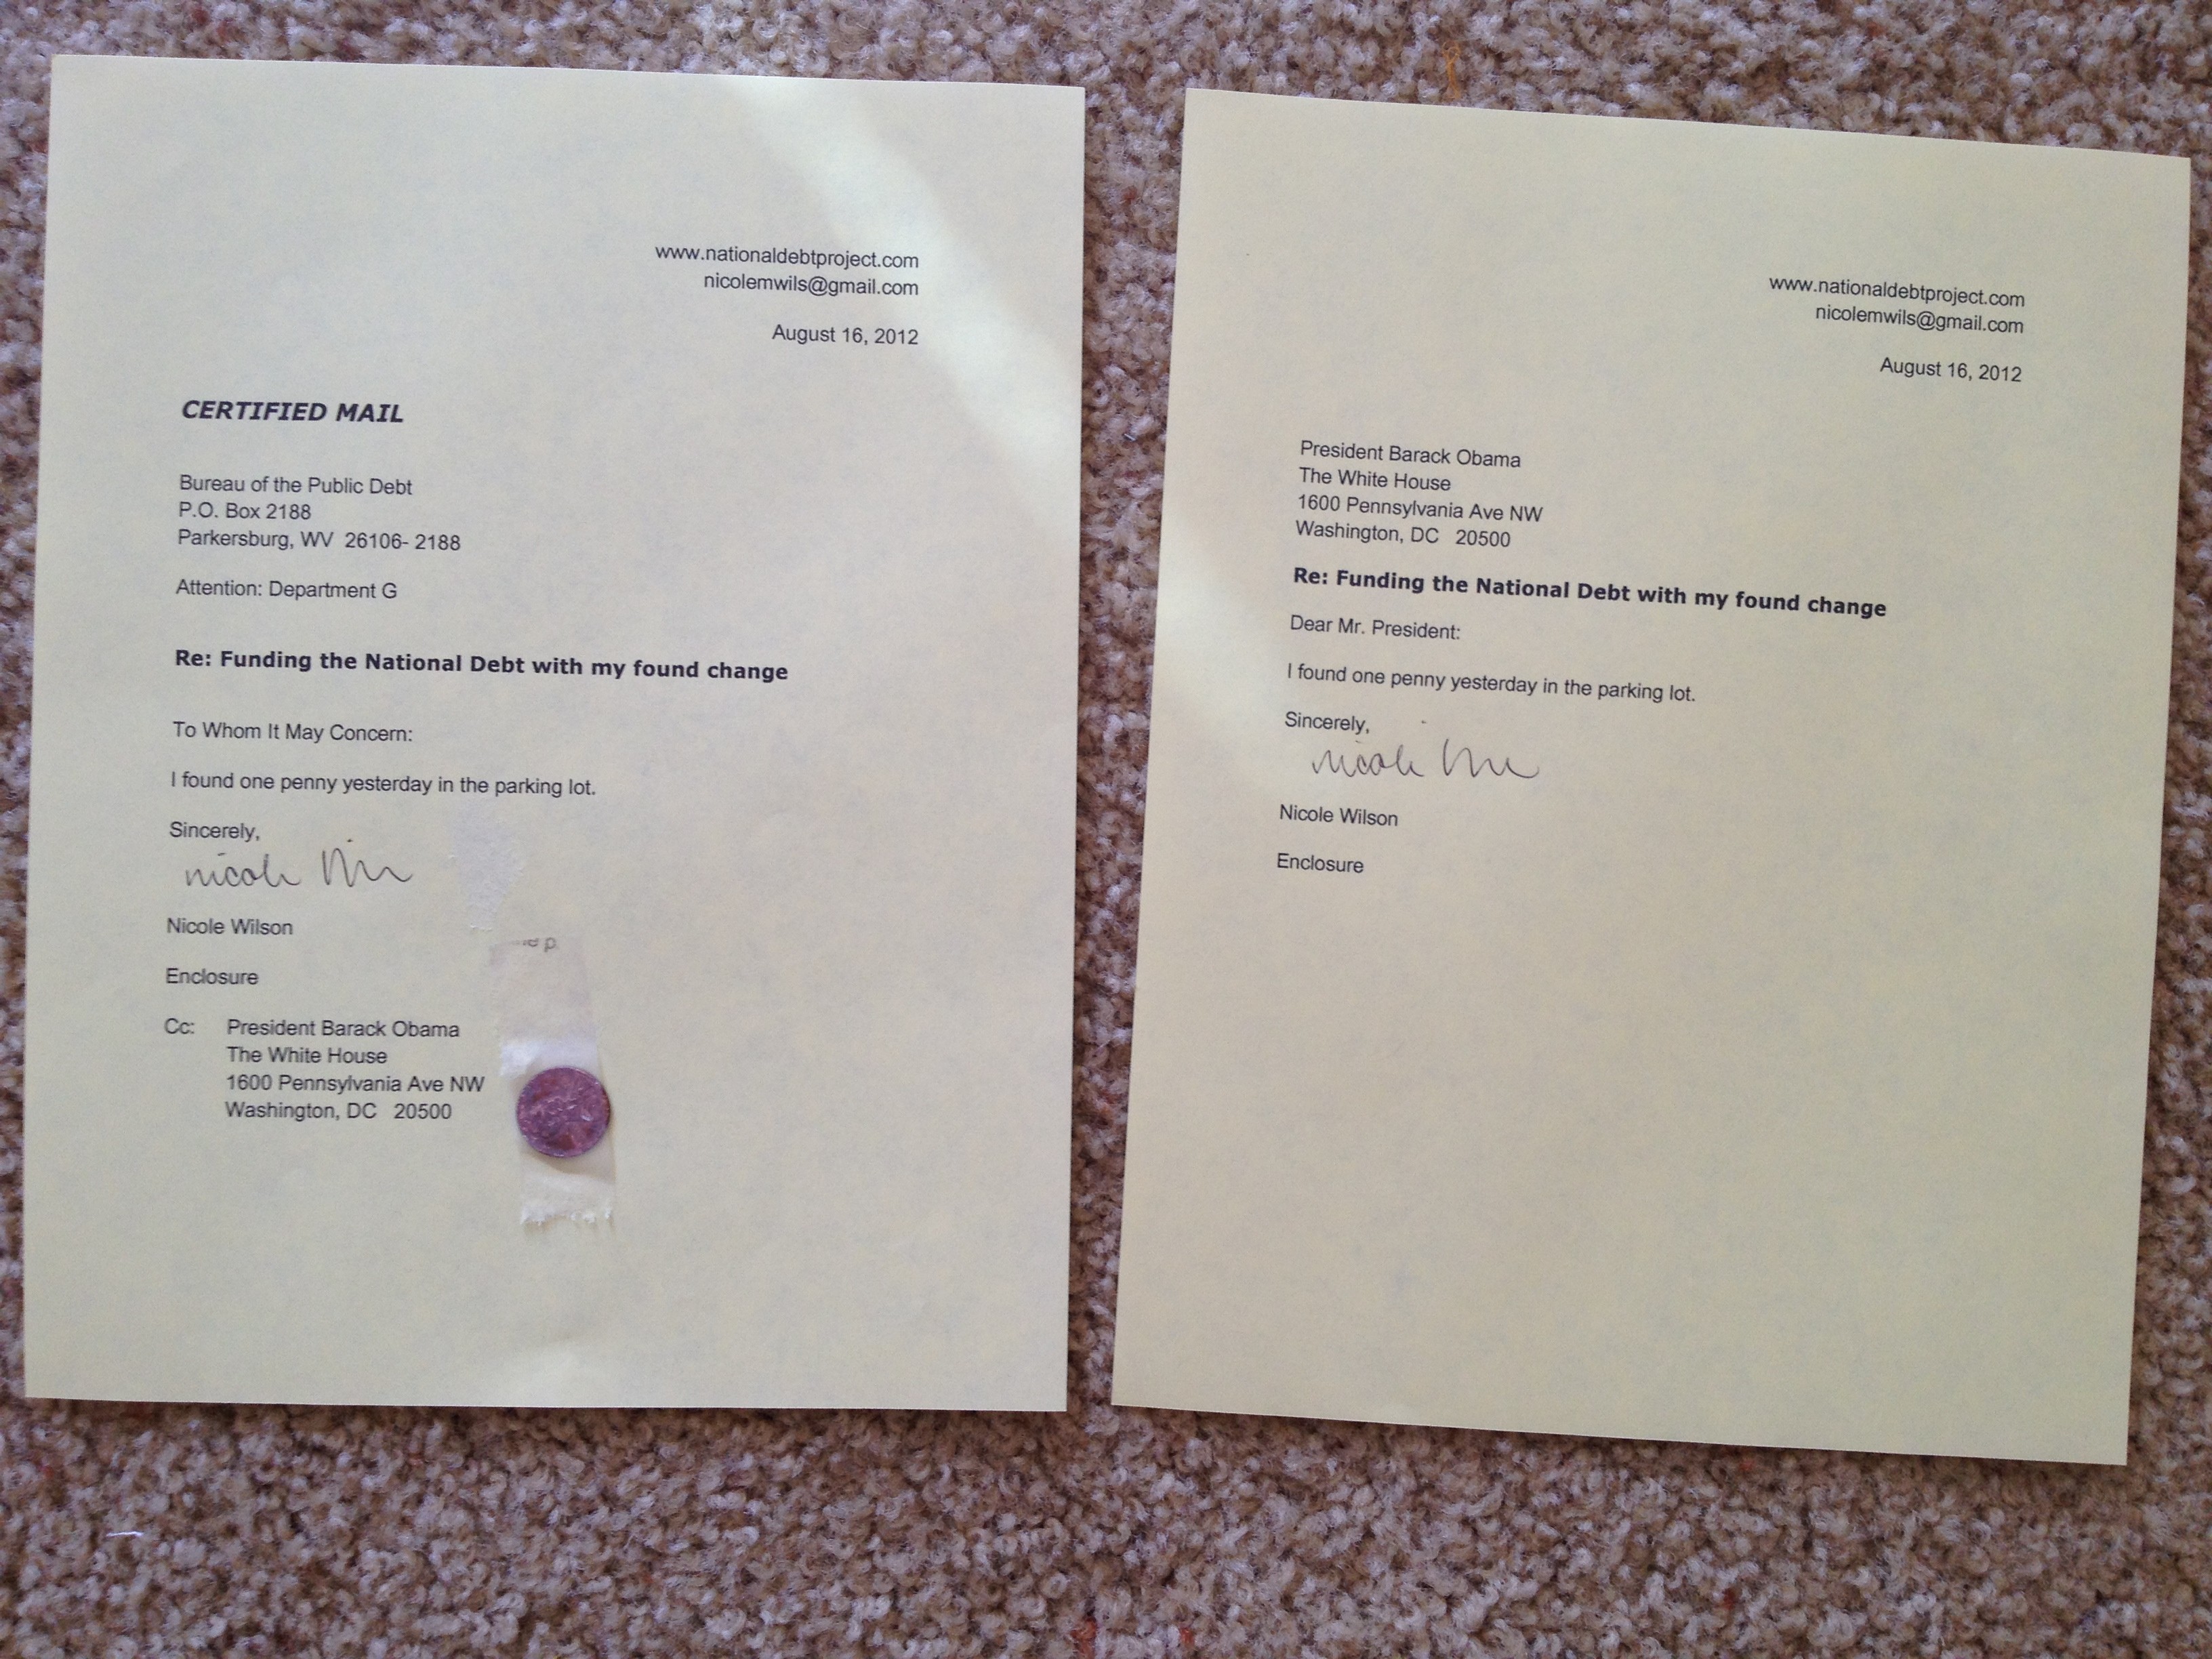 www.nationaldebtproject.com
nicolemwils@gmail.com
August 16, 2012
CERTIFIED MAIL
Bureau of the Public Debt
P.O. Box 2188
Parkersburg, WV 26106- 2188
Attention: Department G
Re: Funding the National Debt with my found change
To Whom It May Concern:
I found one penny yesterday in the parking lot.
Sincerely,
nicole
Nicole Wilson
Enclosure
Cc: President Barack Obama
The White House
1600 Pennsylvania Ave NW
Washington, DC 20500
www.nationaldebtproject.com
nicolemwils@gmail.com
August 16, 2012
President Barack Obama
The White House
1600 Pennsylvania Ave NW
Washington, DC 20500
Re: Funding the National Debt with my found change
Dear Mr. President:
I found one penny yesterday in the parking lot.
Sincerely,
nicole
Nicole Wilson
Enclosure